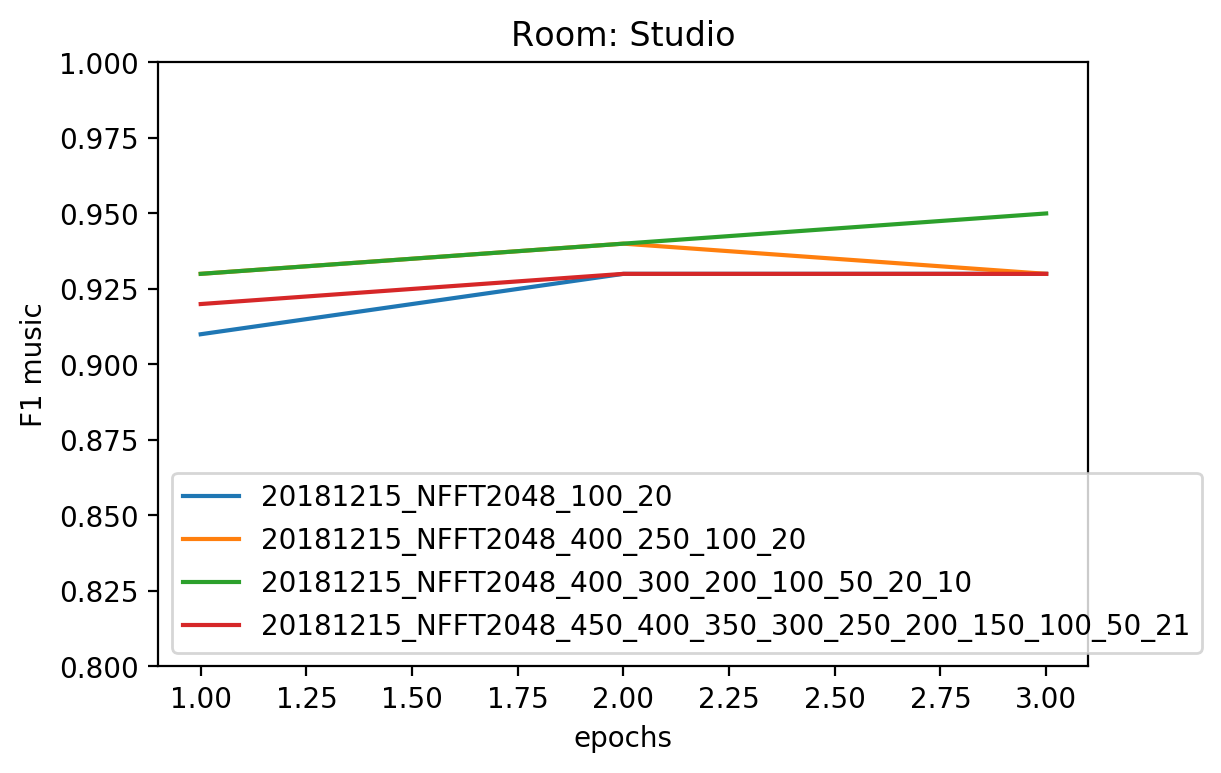 Room: Studio
1.000
0.975
0.950
0.925
0.900
0.875
0.850
0.825
0.800
F1 music
20181215_NFFT2048_100_20
20181215_NFFT2048_400_250_100_20
20181215_NFFT2048_400_300_200_100_50_20_10
20181215_NFFT2048_450_400_350_300_250_200_150_100_50_21
1.00 1.25 1.50 1.75 2.00 2.25 2.50 2.75 3.00
epochs